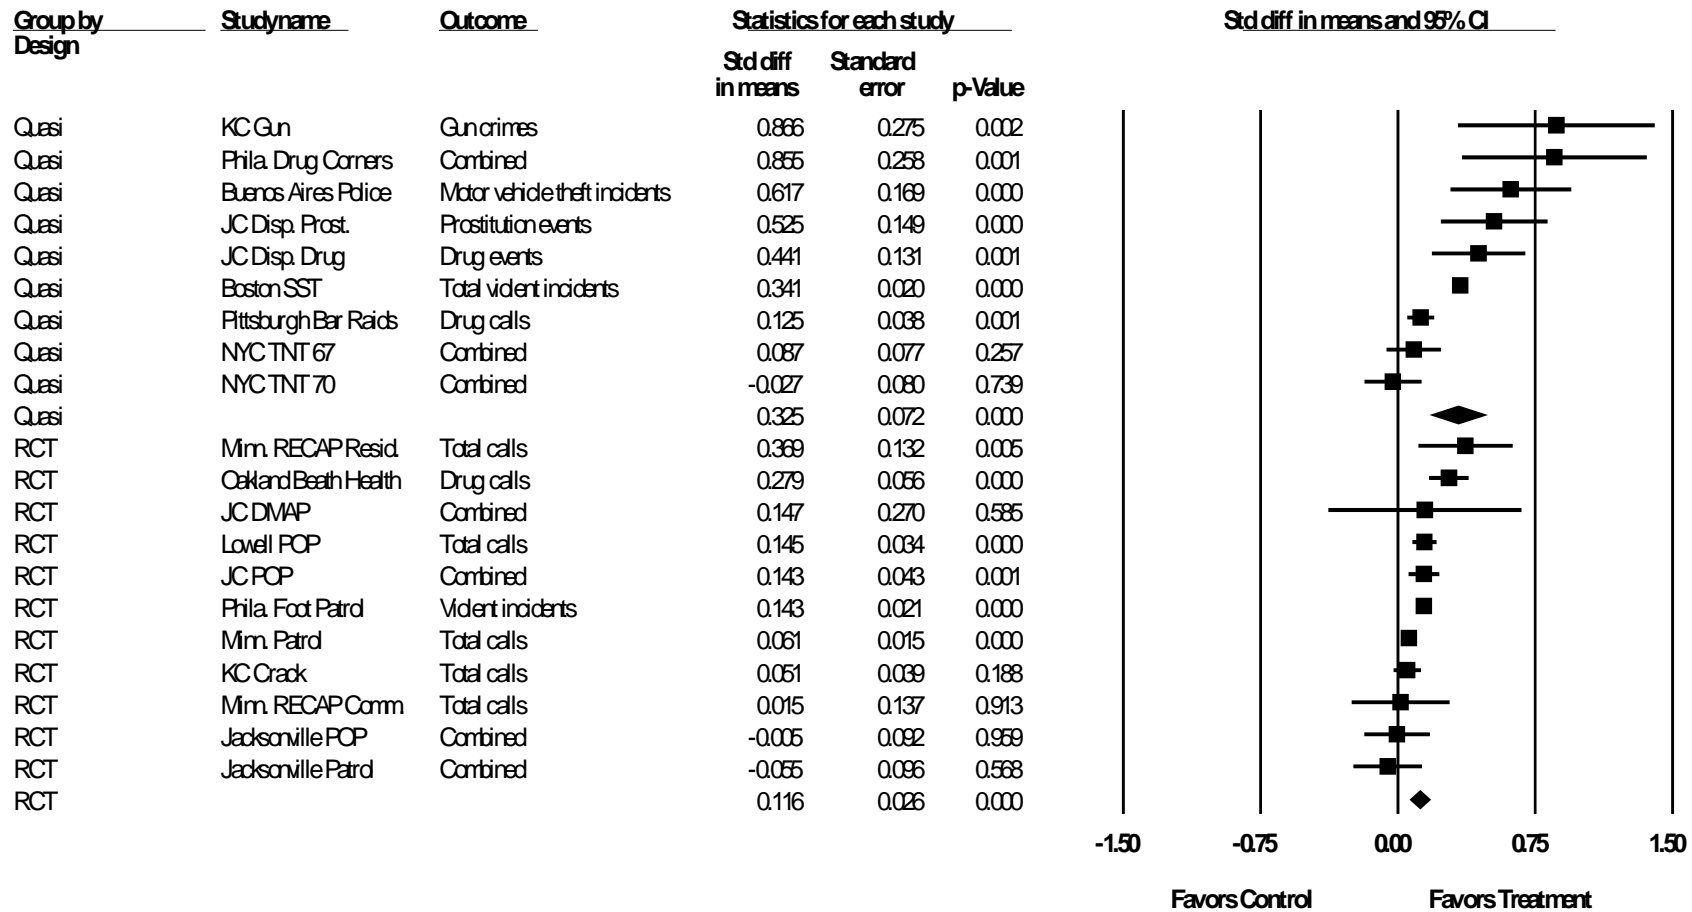 Group by Studyname Outcome Statistics for each study Std diff in means and 95% CI
Design
Std diff Standard
in means error p-Value
Quasi KC Gun Gun crimes 0.866 0.275 0.002
Quasi Phila. Drug Corners Combined 0.855 0.258 0.001
Quasi Buenos Aires Police Motor vehicle theft incidents 0.617 0.169 0.000
Quasi JC Disp. Prost. Prostitution events 0.525 0.149 0.000
Quasi JC Disp. Drug Drug events 0.441 0.131 0.001
Quasi Boston SST Total violent incidents 0.341 0.020 0.000
Quasi Pittsburgh Bar Raids Drug calls 0.125 0.038 0.001
Quasi NYC TNT 67 Combined 0.087 0.077 0.257
Quasi NYC TNT 70 Combined -0.027 0.080 0.739
Quasi 0.325 0.072 0.000
RCT Minn. RECAP Resid. Total calls 0.369 0.132 0.005
RCT Oakland Beath Health Drug calls 0.279 0.056 0.000
RCT JC DMAP Combined 0.147 0.270 0.585
RCT Lowell POP Total calls 0.145 0.034 0.000
RCT JC POP Combined 0.143 0.043 0.001
RCT Phila. Foot Patrol Violent incidents 0.143 0.021 0.000
RCT Minn. Patrol Total calls 0.061 0.015 0.000
RCT KC Crack Total calls 0.051 0.039 0.188
RCT Minn. RECAP Comm. Total calls 0.015 0.137 0.913
RCT Jacksonville POP Combined -0.005 0.092 0.959
RCT Jacksonville Patrol Combined -0.055 0.096 0.568
RCT 0.116 0.026 0.000
-1.50 -0.75 0.00 0.75 1.50
Favors Control Favors Treatment